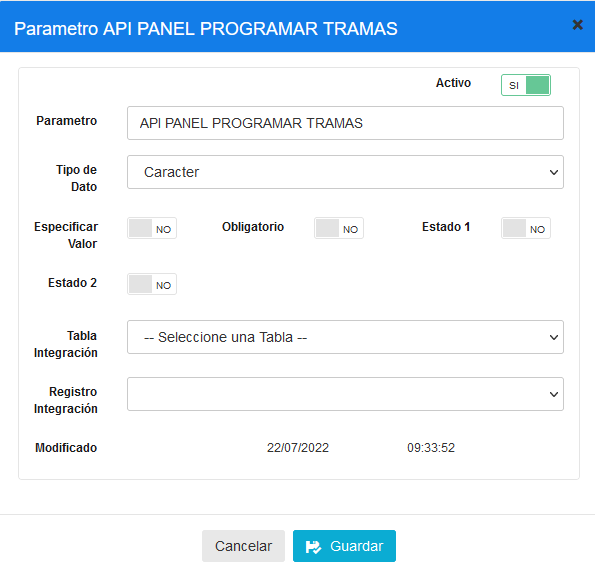 Parametro API PANEL PROGRAMAR TRAMAS
Activo SI
Parametro API PANEL PROGRAMAR TRAMAS
Tipo de Dato Caracter
Especificar Valor NO Obligatorio NO Estado 1 NO
Estado 2 NO
Tabla Integración -- Seleccione una Tabla --
Registro Integración
Modificado 22/07/2022 09:33:52
Cancelar Guardar